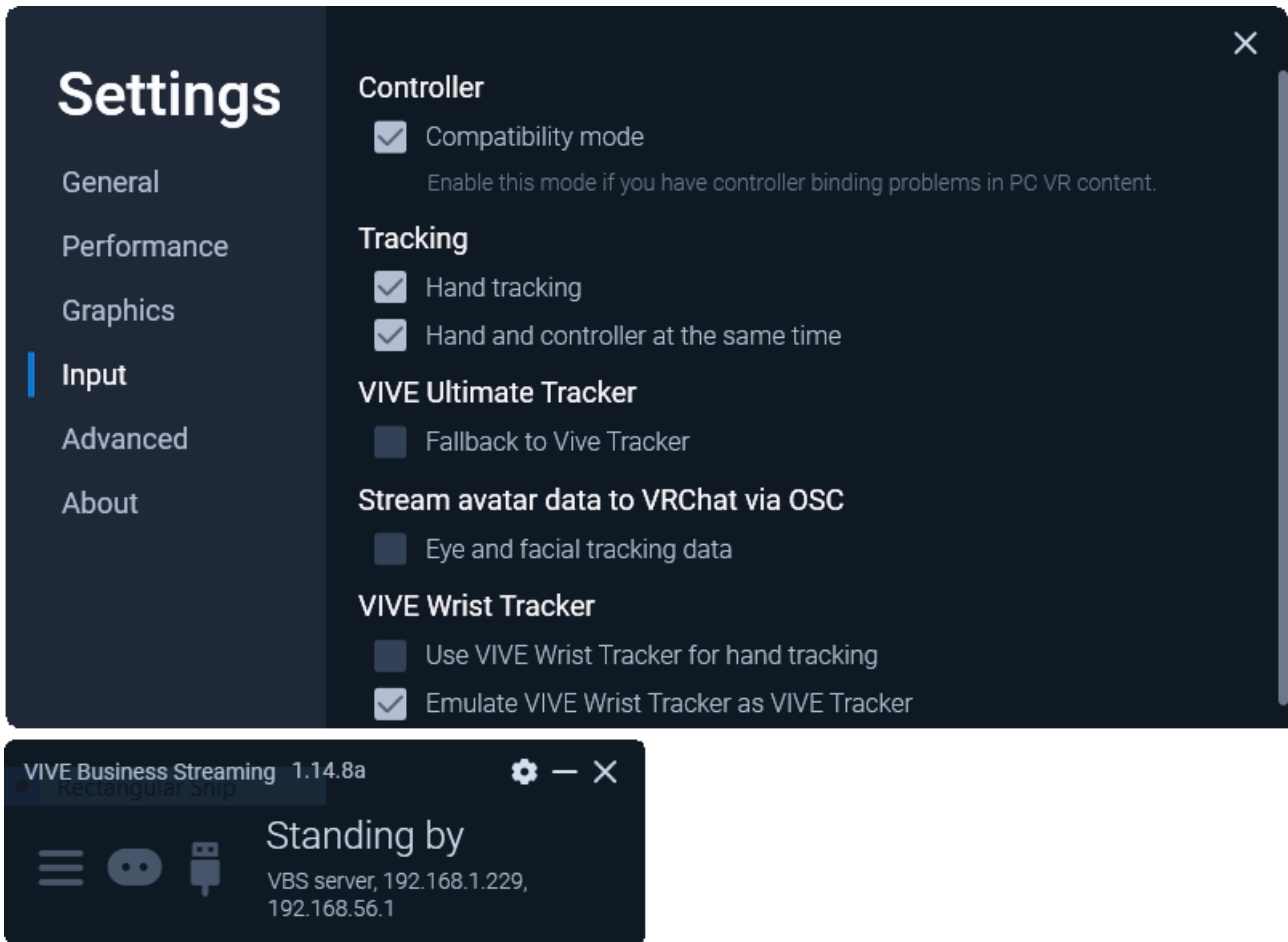 Settings
General
Performance
Graphics
Input
Advanced
About
Controller
Compatibility mode
Enable this mode if you have controller binding problems in PC VR content.
Tracking
Hand tracking
Hand and controller at the same time
VIVE Ultimate Tracker
Fallback to Vive Tracker
Stream avatar data to VRChat via OSC
Eye and facial tracking data
VIVE Wrist Tracker
Use VIVE Wrist Tracker for hand tracking
Emulate VIVE Wrist Tracker as VIVE Tracker
VIVE Business Streaming 1.14.8a
Rectangular Snip
Standing by
VBS server, 192.168.1.229,
192.168.56.1